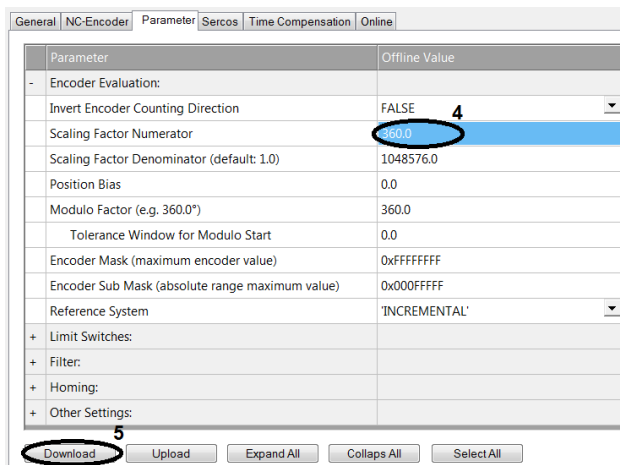 General NC-Encoder Parameter Sercos Time Compensation Online
Parameter Offline Value
- Encoder Evaluation:
Invert Encoder Counting Direction FALSE 4
Scaling Factor Numerator 360.0
Scaling Factor Denominator (default: 1.0) 1048576.0
Position Bias 0.0
Modulo Factor (e.g. 360.0°) 360.0
Tolerance Window for Modulo Start 0.0
Encoder Mask (maximum encoder value) 0xFFFFFFFF
Encoder Sub Mask (absolute range maximum value) 0x000FFFFF
Reference System 'INCREMENTAL'
+ Limit Switches:
+ Filter:
+ Homing:
+ Other Settings:
5
Download Upload Expand All Collaps All Select All